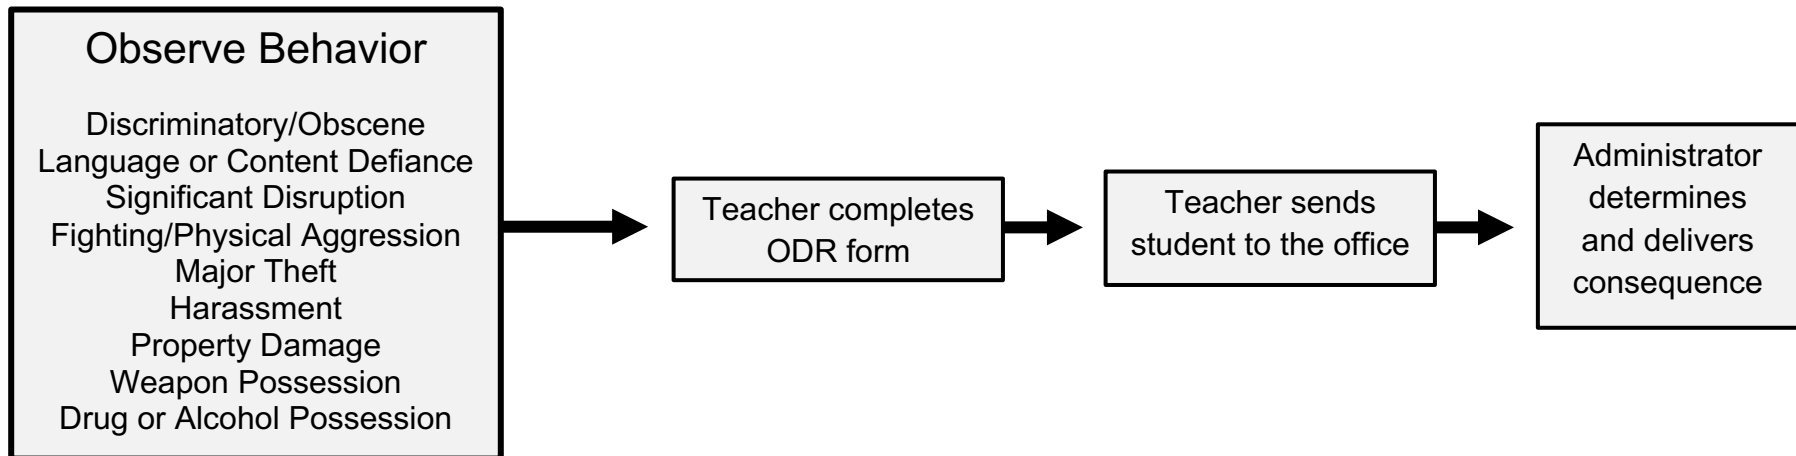 Observe Behavior
Discriminatory/Obscene
Language or Content Defiance
Significant Disruption
Fighting/Physical Aggression
Major Theft
Harassment
Property Damage
Weapon Possession
Drug or Alcohol Possession
Teacher completes
ODR form
Teacher sends
student to the office
Administrator
determines
and delivers
consequence